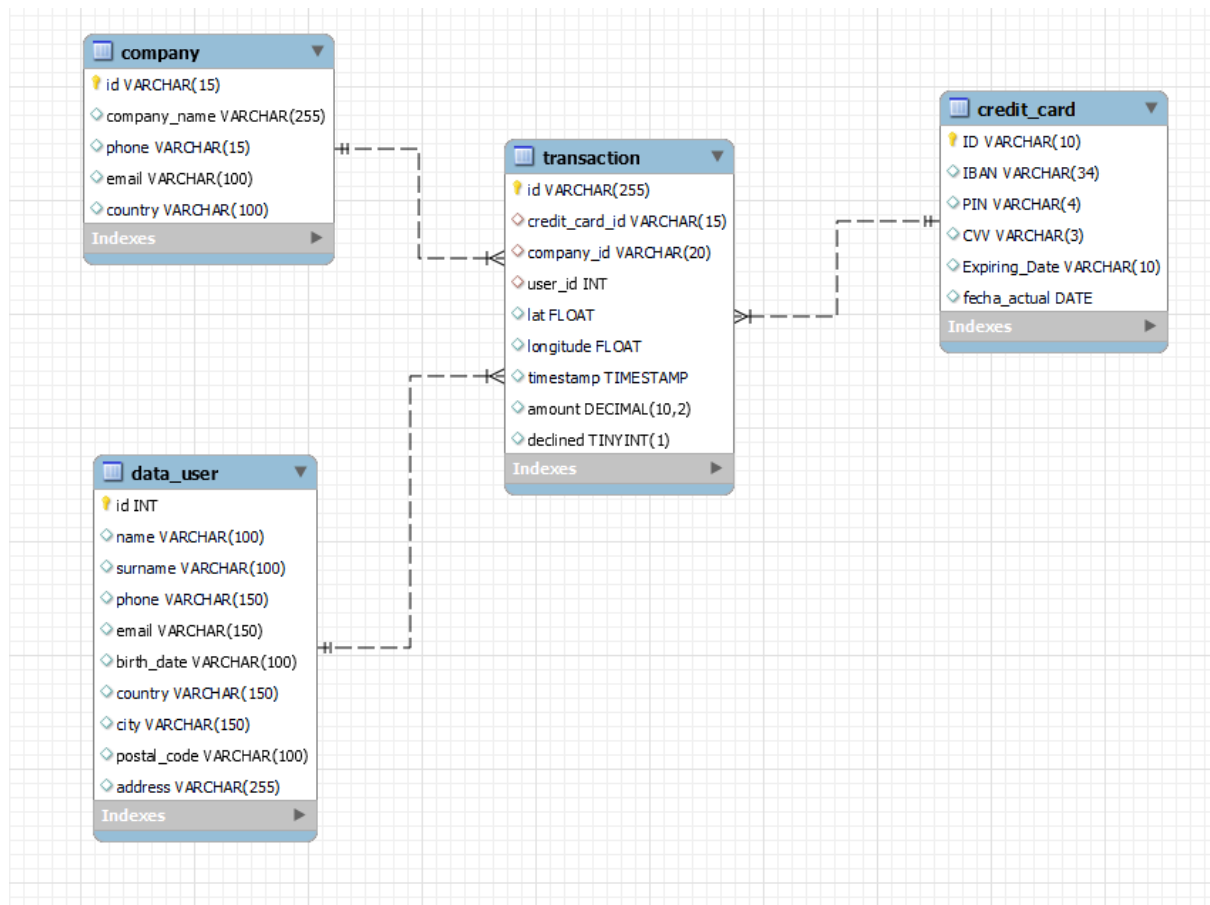 company
id VARCHAR(15)
company_name VARCHAR(255)
phone VARCHAR(15)
email VARCHAR(100)
country VARCHAR(100)
Indexes
transaction
id VARCHAR(255)
credit_card_id VARCHAR(15)
company_id VARCHAR(20)
user_id INT
lat FLOAT
longitude FLOAT
timestamp TIMESTAMP
amount DECIMAL(10,2)
declined TINYINT(1)
Indexes
credit_card
ID VARCHAR(10)
IBAN VARCHAR(34)
PIN VARCHAR(4)
CVV VARCHAR(3)
Expiring_Date VARCHAR(10)
fecha_actual DATE
Indexes
data_user
id INT
name VARCHAR(100)
surname VARCHAR(100)
phone VARCHAR(150)
email VARCHAR(150)
birth_date VARCHAR(100)
country VARCHAR(150)
city VARCHAR(150)
postal_code VARCHAR(100)
address VARCHAR(255)
Indexes